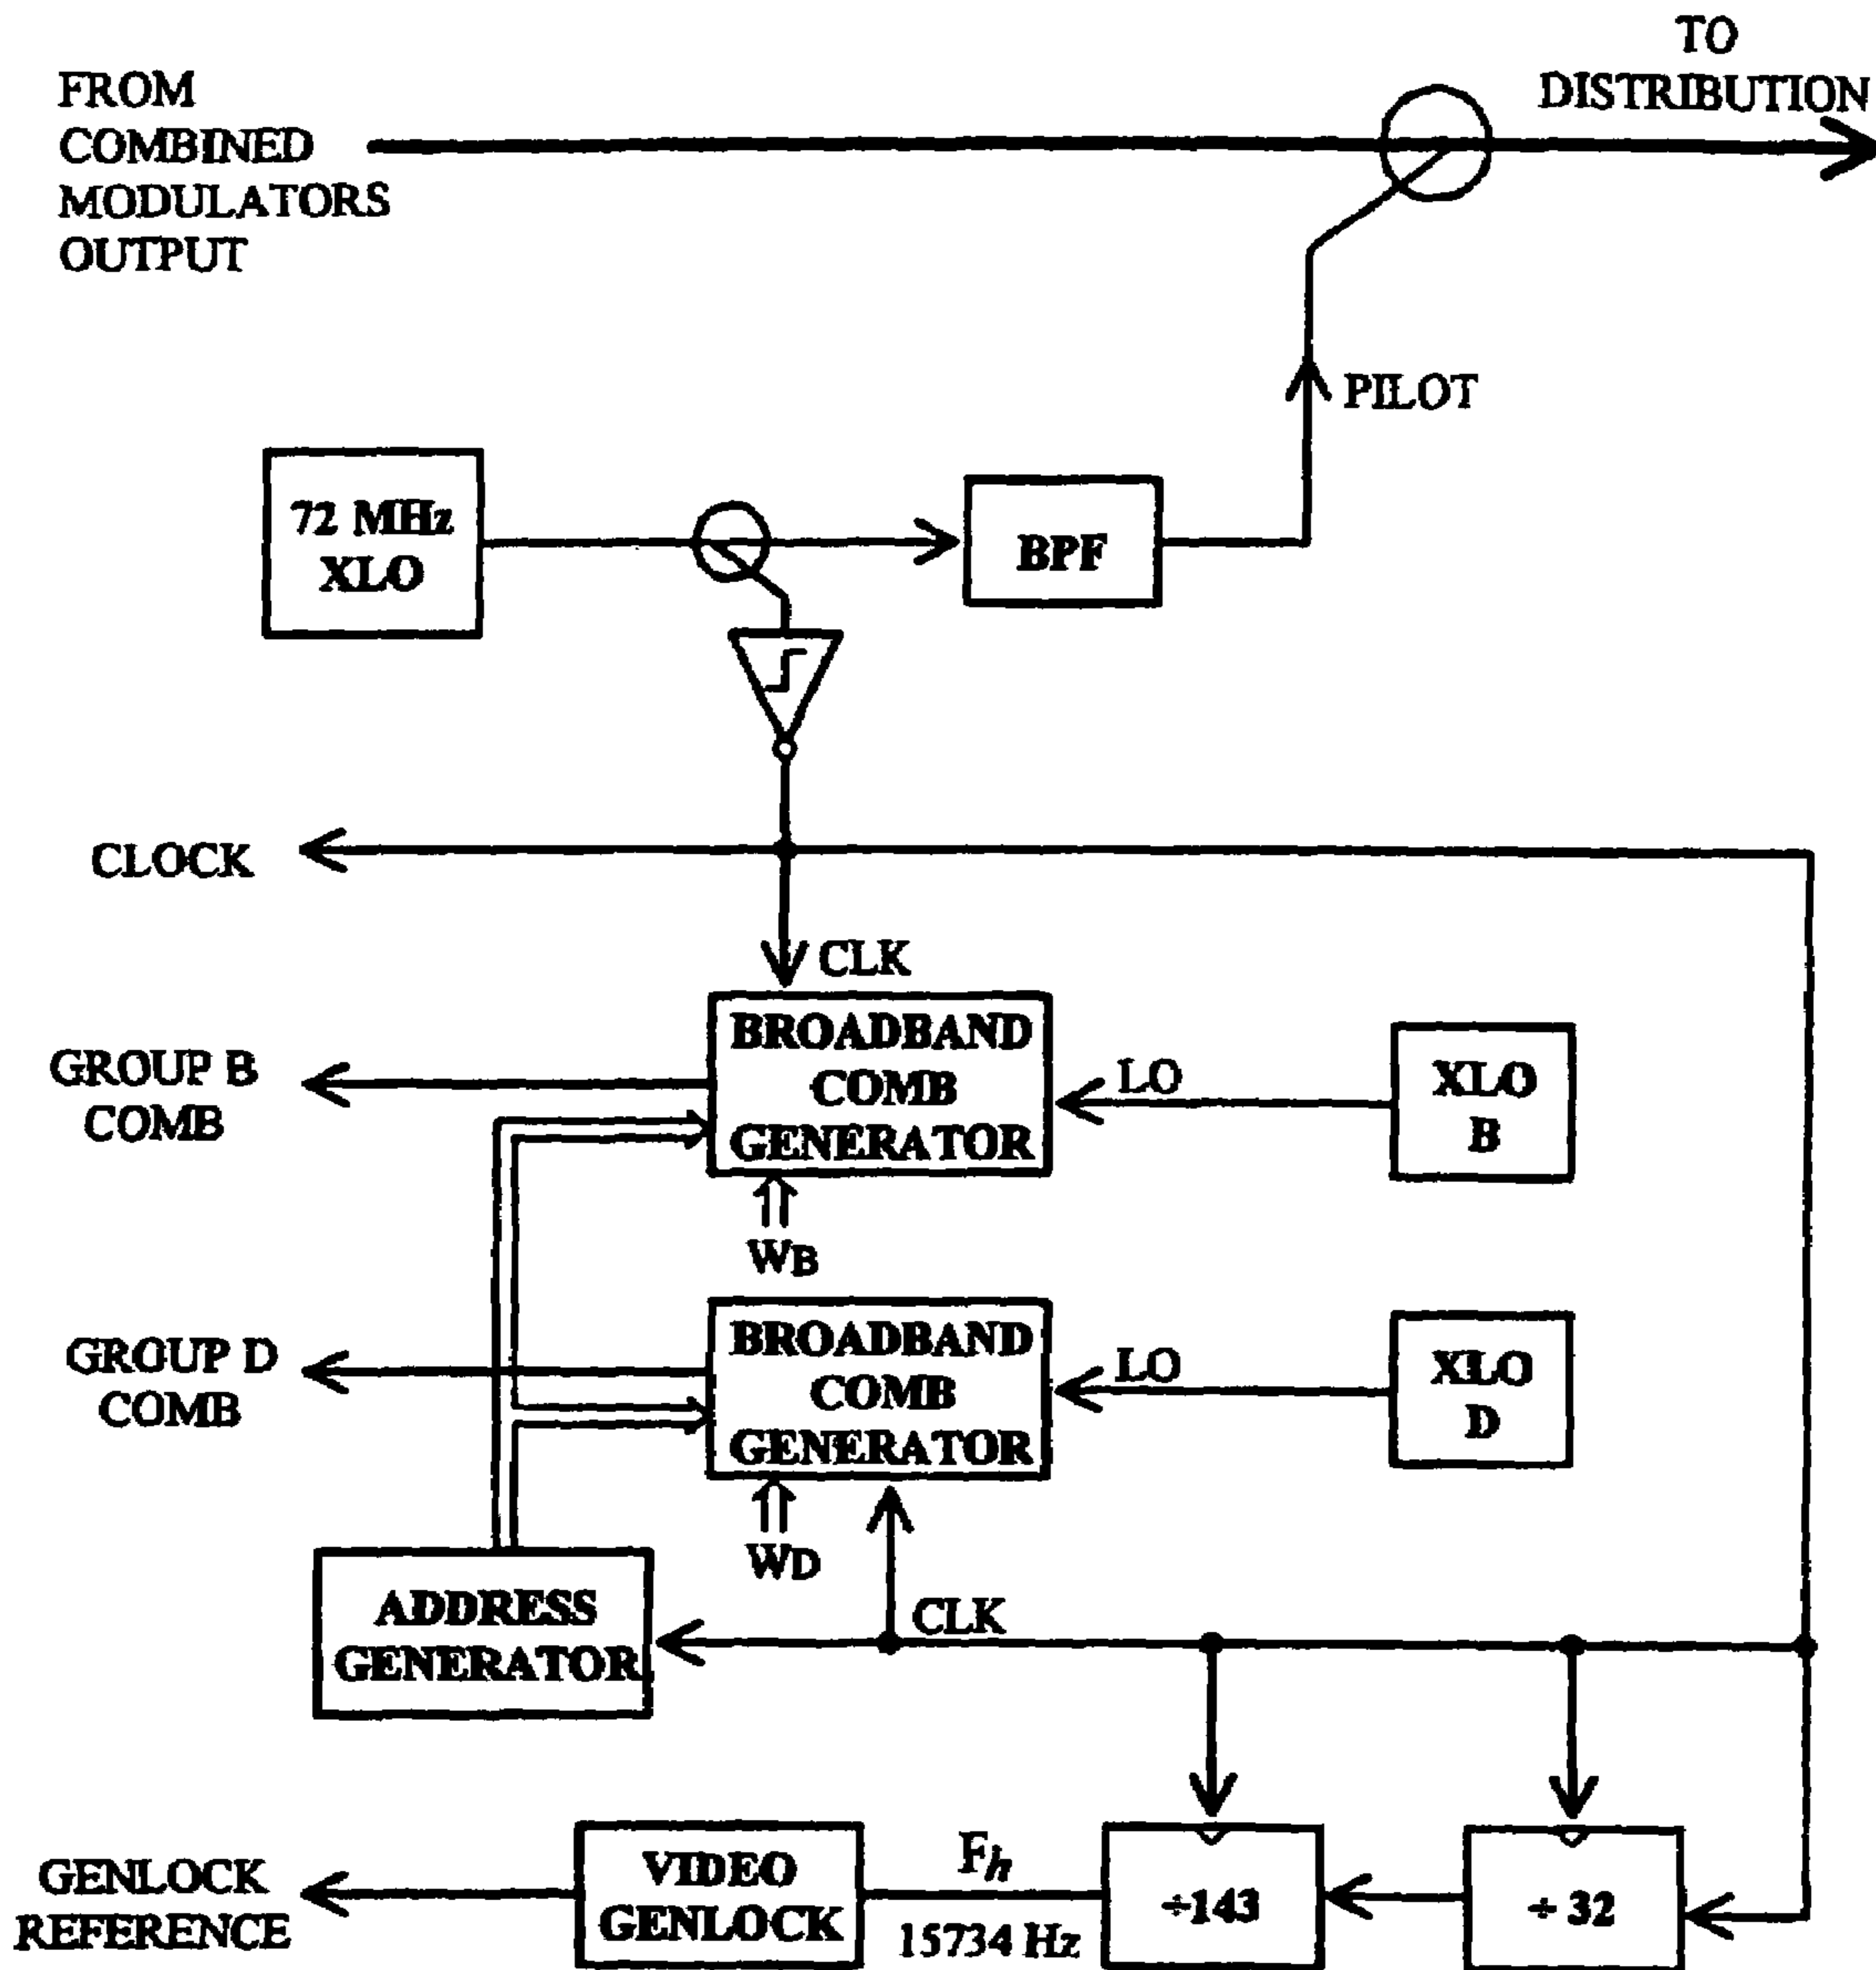 TO
DISTRIBUTION
FROM
COMBINED
MODULATORS
OUTPUT
PILOT
72 MHz
XLO
BPF
CLOCK
CLK
BROADBAND
COMB
GENERATOR
GROUP B
COMB
LO
XLO
B
WB
BROADBAND
COMB
GENERATOR
GROUP D
COMB
LO
XLO
D
WD
ADDRESS
GENERATOR
CLK
GENLOCK
REFERENCE
VIDEO
GENLOCK
Fh
15734 Hz
÷143
÷ 32